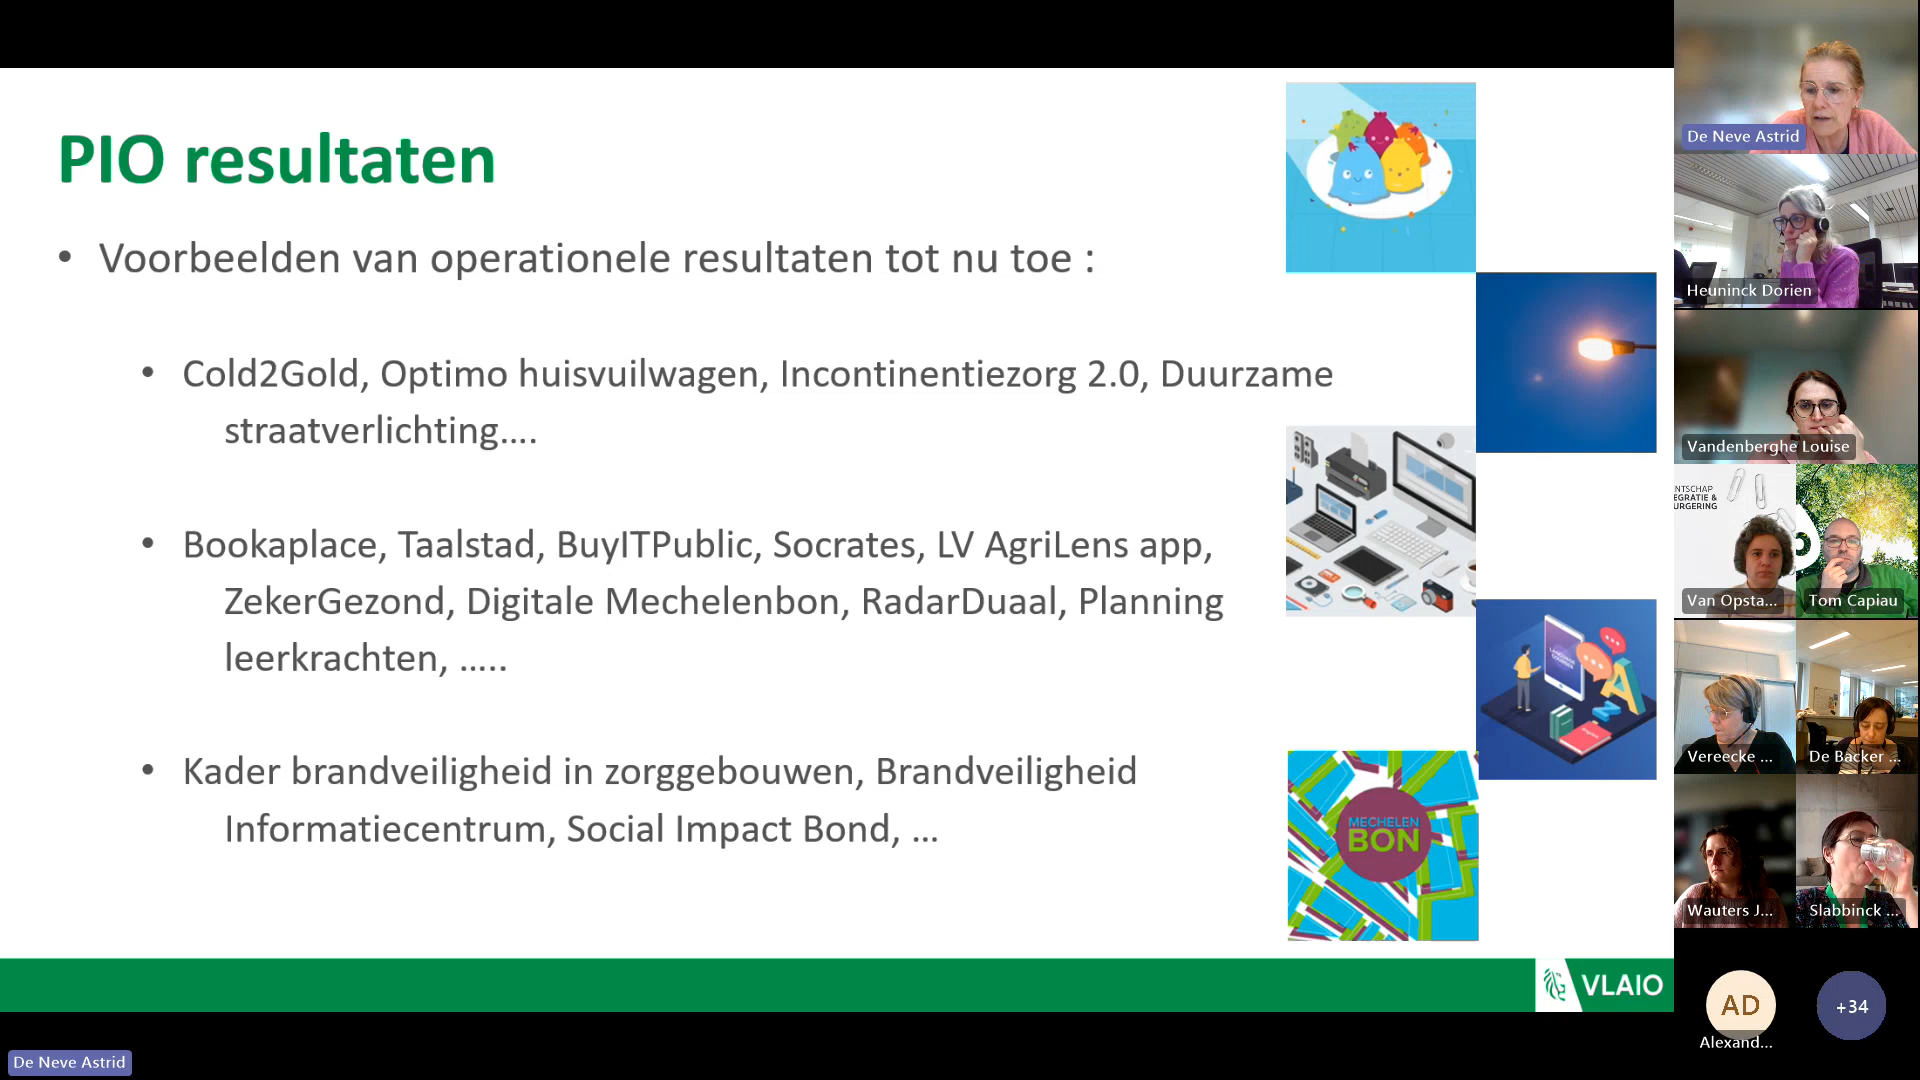 PIO resultaten
• Voorbeelden van operationele resultaten tot nu toe :
• Cold2Gold, Optimo huisvuilwagen, Incontinentiezorg 2.0, Duurzame
straatverlichting....
• Bookaplace, Taalstad, BuyITPublic, Socrates, LV AgriLens app,
ZekerGezond, Digitale Mechelenbon, RadarDuaal, Planning
leerkrachten, .....
• Kader brandveiligheid in zorggebouwen, Brandveiligheid
Informatiecentrum, Social Impact Bond, ...
MECHELEN
BON
VLAIO
De Neve Astrid
De Neve Astrid
Heuninck Dorien
Vandenberghe Louise
NTSCHAP
EGRATIE &
URGERING
Van Opsta...
Tom Capiau
Vereecke ...
De Backer ...
Wauters J...
Slabbinck ...
AD
Alexand...
+34